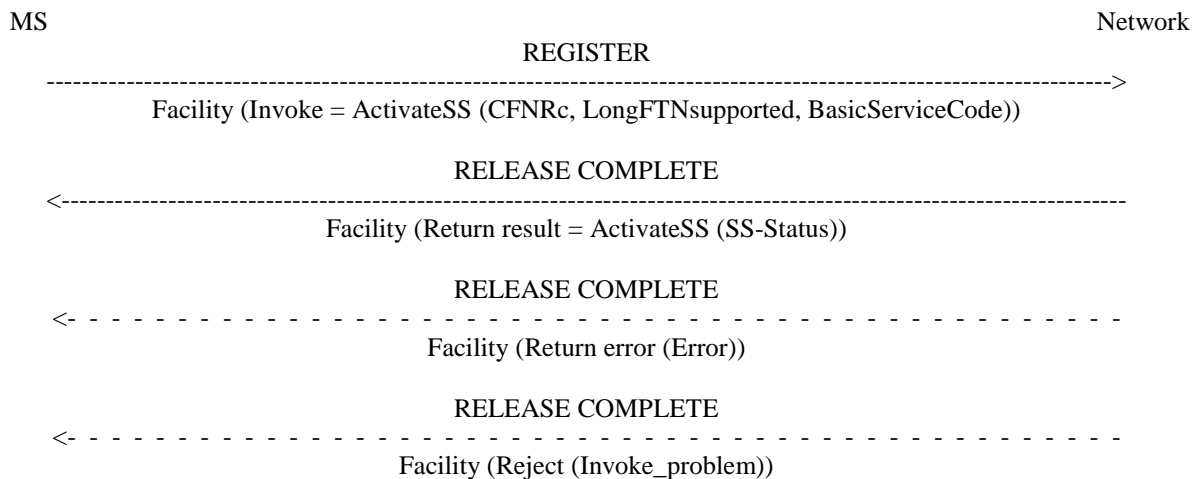 MS Network
REGISTER
------------------------------------------------------------------------------------------------------------------------>
Facility (Invoke = ActivateSS (CFNRc, LongFTNsupported, BasicServiceCode))
RELEASE COMPLETE
<------------------------------------------------------------------------------------------------------------------------
Facility (Return result = ActivateSS (SS-Status))
RELEASE COMPLETE
<- - - - - - - - - - - - - - - - - - - - - - - - - - - - - - - - - - - - - - - - - - - - - - - - -
Facility (Return error (Error))
RELEASE COMPLETE
<- - - - - - - - - - - - - - - - - - - - - - - - - - - - - - - - - - - - - - - - - - - - - - - - -
Facility (Reject (Invoke_problem))